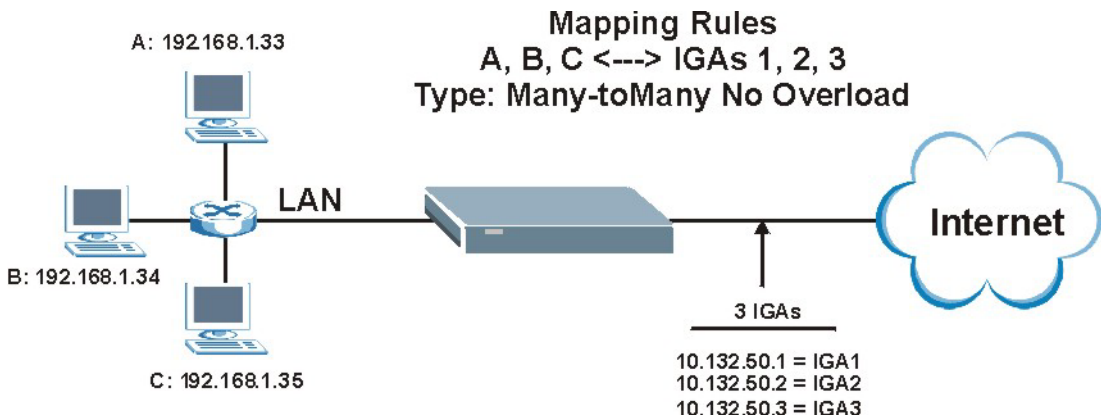 Mapping Rules
A, B, C <---> IGAs 1, 2, 3
Type: Many-toMany No Overload
A: 192.168.1.33
LAN
B: 192.168.1.34
C: 192.168.1.35
Internet
3 IGAs
10.132.50.1 = IGA1
10.132.50.2 = IGA2
10.132.50.3 = IGA3